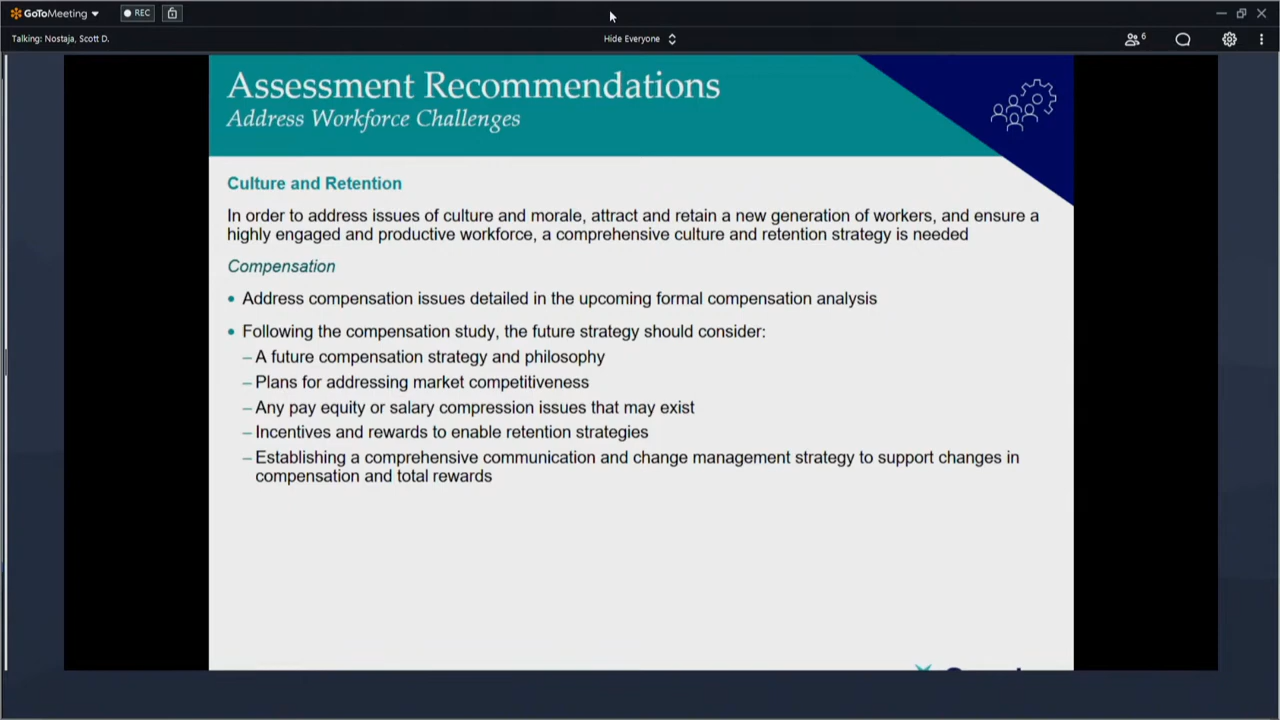 GoToMeeting
REC
Talking: Nostaja, Scott D.
Hide Everyone
6
Assessment Recommendations
Address Workforce Challenges
Culture and Retention
In order to address issues of culture and morale, attract and retain a new generation of workers, and ensure a
highly engaged and productive workforce, a comprehensive culture and retention strategy is needed
Compensation
• Address compensation issues detailed in the upcoming formal compensation analysis
• Following the compensation study, the future strategy should consider:
– A future compensation strategy and philosophy
– Plans for addressing market competitiveness
– Any pay equity or salary compression issues that may exist
– Incentives and rewards to enable retention strategies
– Establishing a comprehensive communication and change management strategy to support changes in
compensation and total rewards